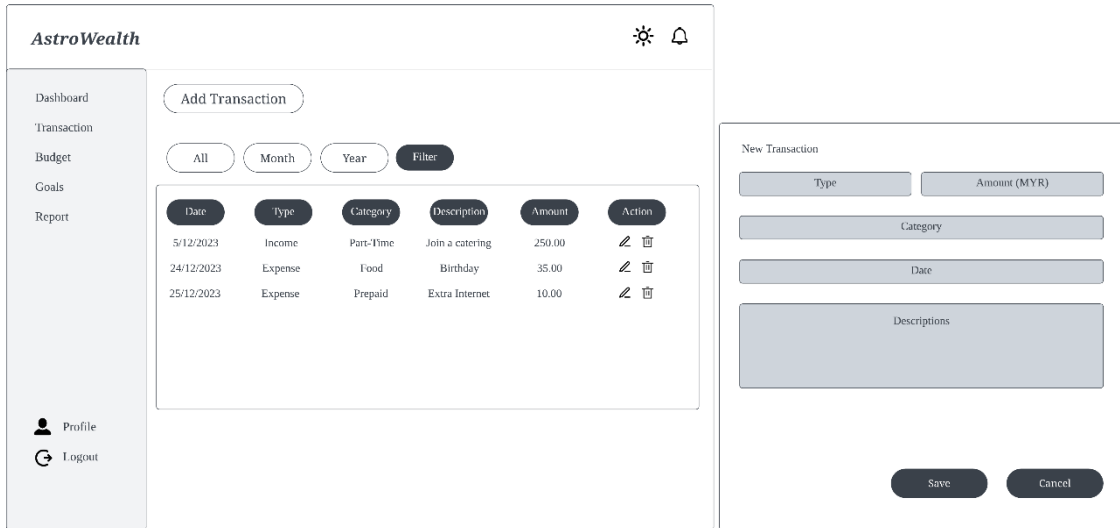 AstroWealth
Dashboard
Transaction
Budget
Goals
Report
Profile
Logout
Add Transaction
All Month Year Filter
Date Type Category Description Amount Action
5/12/2023 Income Part-Time Join a catering 250.00
24/12/2023 Expense Food Birthday 35.00
25/12/2023 Expense Prepaid Extra Internet 10.00
New Transaction
Type Amount (MYR)
Category
Date
Descriptions
Save Cancel